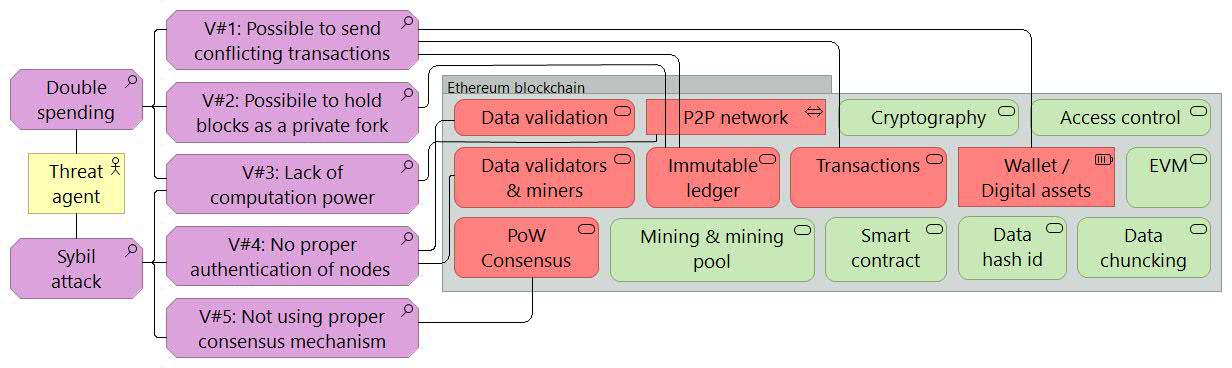 Double
spending
Threat
agent
Sybil
attack
V#1: Possible to send
conflicting transactions
V#2: Possibile to hold
blocks as a private fork
V#3: Lack of
computation power
V#4: No proper
authentication of nodes
V#5: Not using proper
consensus mechanism
Ethereum blockchain
Data validation
P2P network
Cryptography
Access control
Data validators
& miners
Immutable
ledger
Transactions
Wallet /
Digital assets
EVM
PoW
Consensus
Mining & mining
pool
Smart
contract
Data
hash id
Data
chuncking